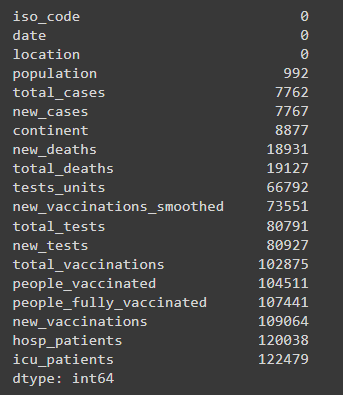 iso_code 0
date 0
location 0
population 992
total_cases 7762
new_cases 7767
continent 8877
new_deaths 18931
total_deaths 19127
tests_units 66792
new_vaccinations_smoothed 73551
total_tests 80791
new_tests 80927
total_vaccinations 102875
people_vaccinated 104511
people_fully_vaccinated 107441
new_vaccinations 109064
hosp_patients 120038
icu_patients 122479
dtype: int64